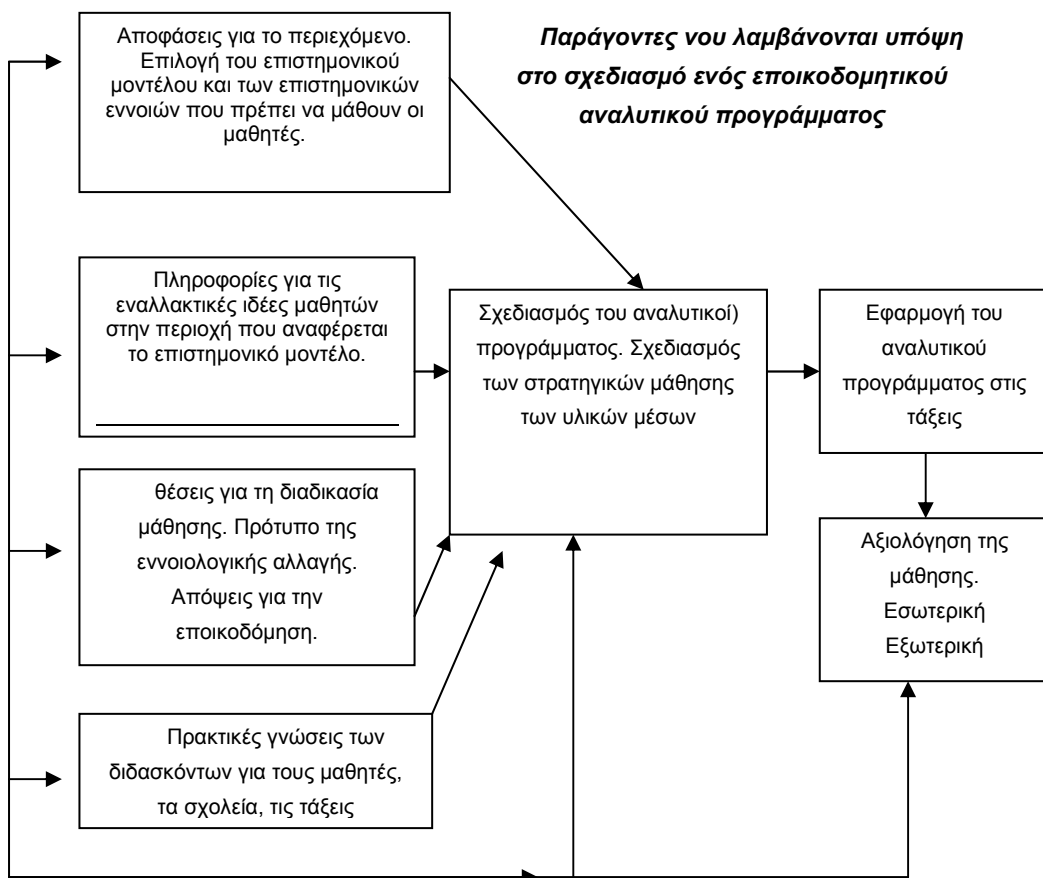 Αποφάσεις για το περιεχόμενο.
Επιλογή του επιστημονικού
μοντέλου και των επιστημονικών
εννοιών που πρέπει να μάθουν οι
μαθητές.
Παράγοντες νου λαμβάνονται υπόψη
στο σχεδιασμό ενός εποικοδομητικού
αναλυτικού προγράμματος
Πληροφορίες για τις
εναλλακτικές ιδέες μαθητών
στην περιοχή που αναφέρεται
το επιστημονικό μοντέλο.
θέσεις για τη διαδικασία
μάθησης. Πρότυπο της
εννοιολογικής αλλαγής.
Απόψεις για την
εποικοδόμηση.
Πρακτικές γνώσεις των
διδασκόντων για τους μαθητές,
τα σχολεία, τις τάξεις
Σχεδιασμός του αναλυτικοί)
προγράμματος. Σχεδιασμός
των στρατηγικών μάθησης
των υλικών μέσων
Εφαρμογή του
αναλυτικού
προγράμματος στις
τάξεις
Αξιολόγηση της
μάθησης.
Εσωτερική
Εξωτερική